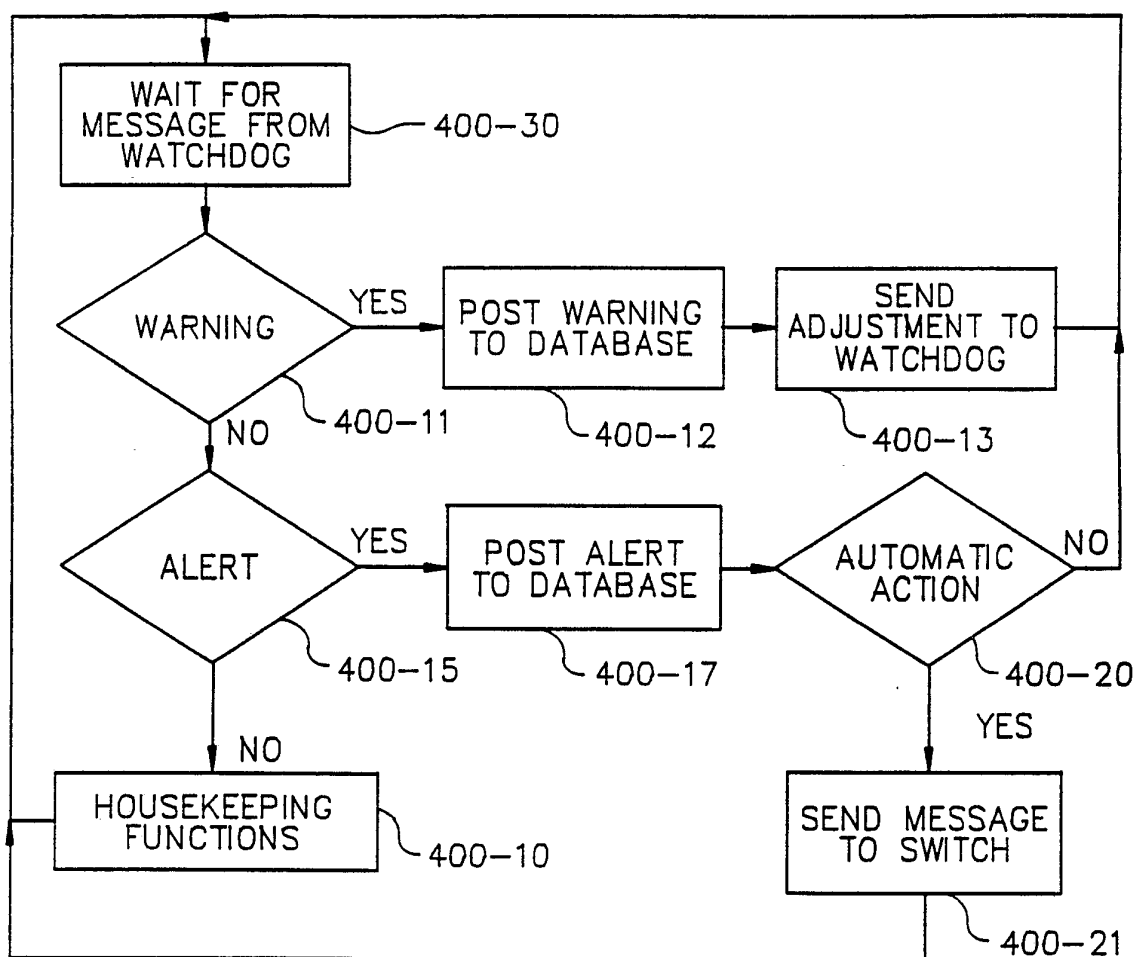 WAIT FOR
MESSAGE FROM
WATCHDOG
400-30
WARNING
YES
POST WARNING
TO DATABASE
SEND
ADJUSTMENT TO
WATCHDOG
NO
400-11
400-12
400-13
ALERT
YES
POST ALERT
TO DATABASE
AUTOMATIC
ACTION
NO
400-15
400-17
400-20
NO
YES
HOUSEKEEPING
FUNCTIONS
400-10
SEND MESSAGE
TO SWITCH
400-21